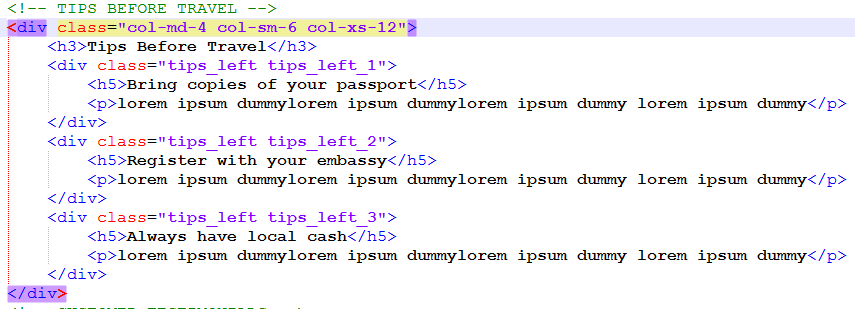 <!-- TIPS BEFORE TRAVEL -->
<div class="col-md-4 col-sm-6 col-xs-12">
<h3>Tips Before Travel</h3>
<div class="tips_left tips_left_1">
<h5>Bring copies of your passport</h5>
<p>lorem ipsum dummylorem ipsum dummylorem ipsum dummy lorem ipsum dummy</p>
</div>
<div class="tips_left tips_left_2">
<h5>Register with your embassy</h5>
<p>lorem ipsum dummylorem ipsum dummylorem ipsum dummy lorem ipsum dummy</p>
</div>
<div class="tips_left tips_left_3">
<h5>Always have local cash</h5>
<p>lorem ipsum dummylorem ipsum dummylorem ipsum dummy lorem ipsum dummy</p>
</div>
</div>